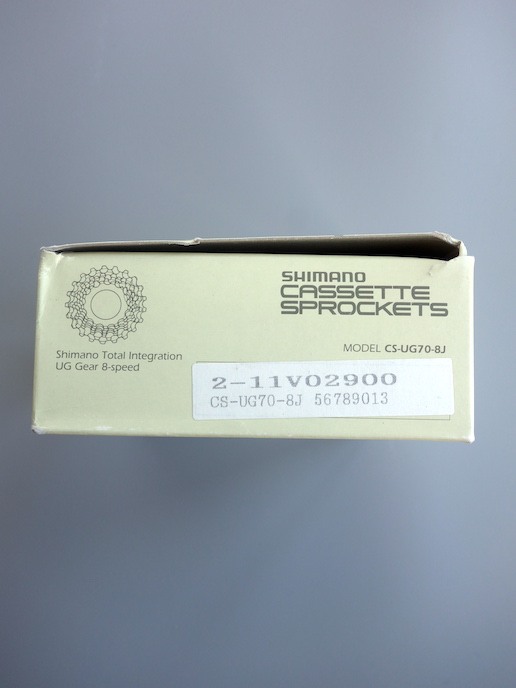 SHIMANO
CASSETTE
SPROCKETS
Shimano Total Integration
UG Gear 8-speed
MODEL CS-UG70-8J
2-11V02900
CS-UG70-8J 56789013